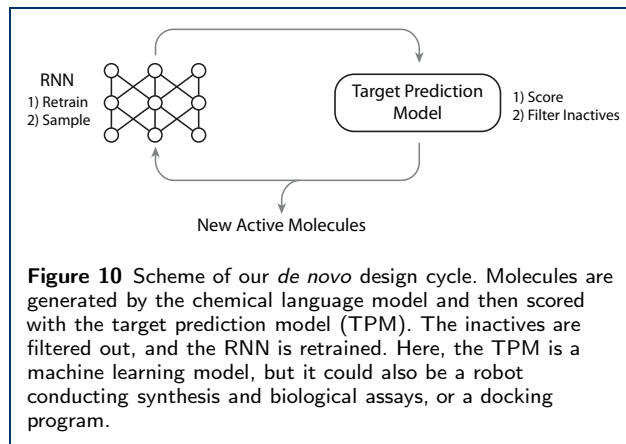 RNN
1) Retrain
2) Sample
Target Prediction
Model
1) Score
2) Filter Inactives
New Active Molecules
Figure 10 Scheme of our de novo design cycle. Molecules are
generated by the chemical language model and then scored
with the target prediction model (TPM). The inactives are
filtered out, and the RNN is retrained. Here, the TPM is a
machine learning model, but it could also be a robot
conducting synthesis and biological assays, or a docking
program.